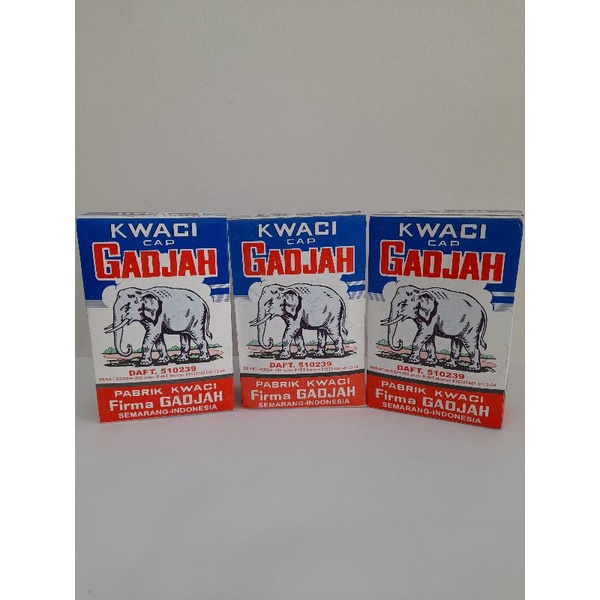 KWACI
CAP
GADJAH
DAFT. 510239
PABRIK KWACI
Firma GADJAH
SEMARANG-INDONESIA
KWACI
CAP
GADJAH
DAFT. 510239
PABRIK KWACI
Firma GADJAH
SEMARANG-INDONESIA
KWACI
CAP
GADJAH
DAFT. 510239
PABRIK KWACI
Firma GADJAH
SEMARANG-INDONESIA